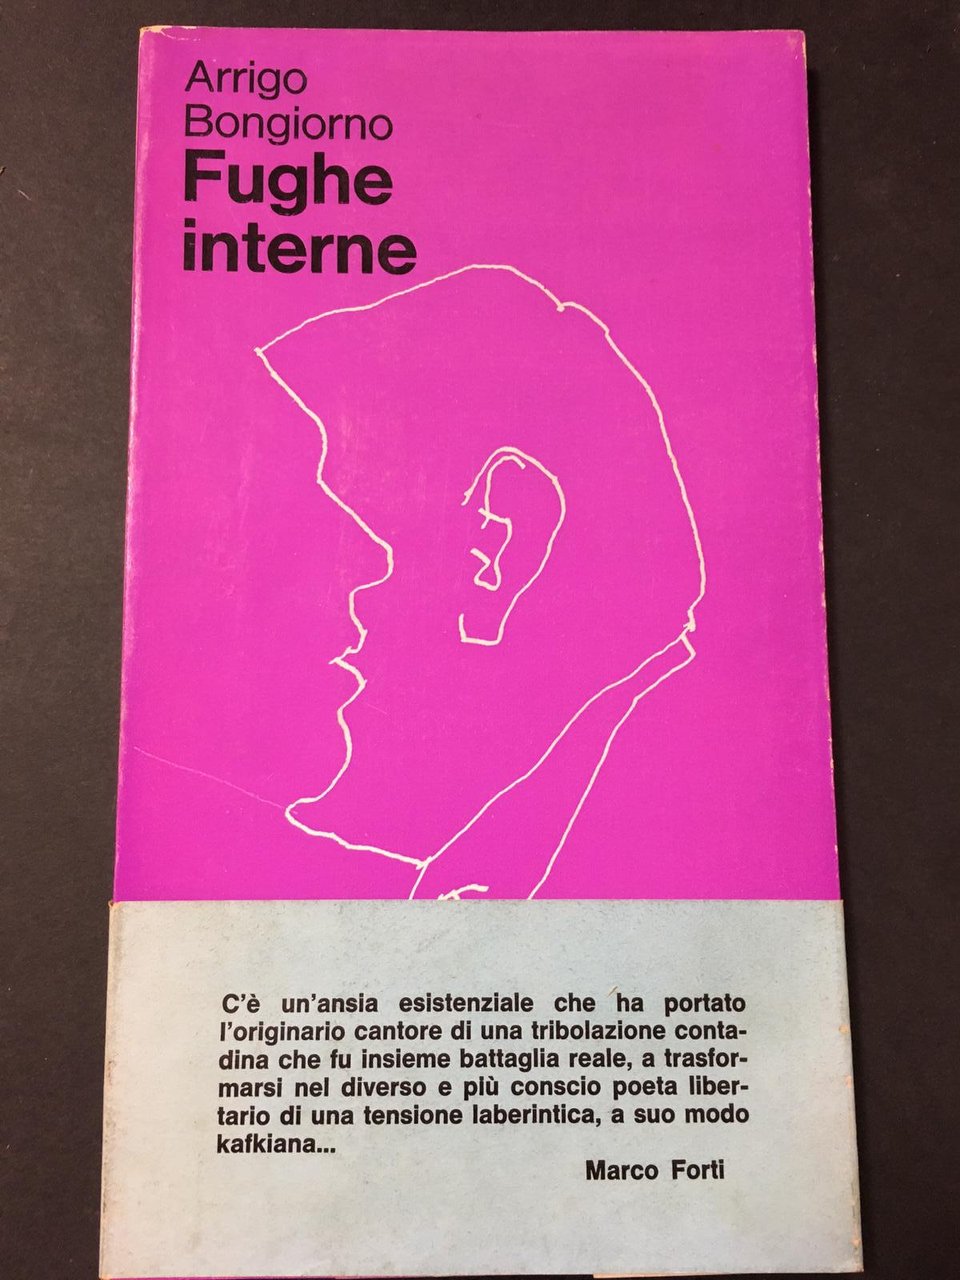 Arrigo
Bongiorno
Fughe
interne
C'è un'ansia esistenziale che ha portato
l'originario cantore di una tribolazione conta-
dina che fu insieme battaglia reale, a trasfor-
marsi nel diverso e più conscio poeta liber-
tario di una tensione laberintica, a suo modo
kafkiana...
Marco Forti